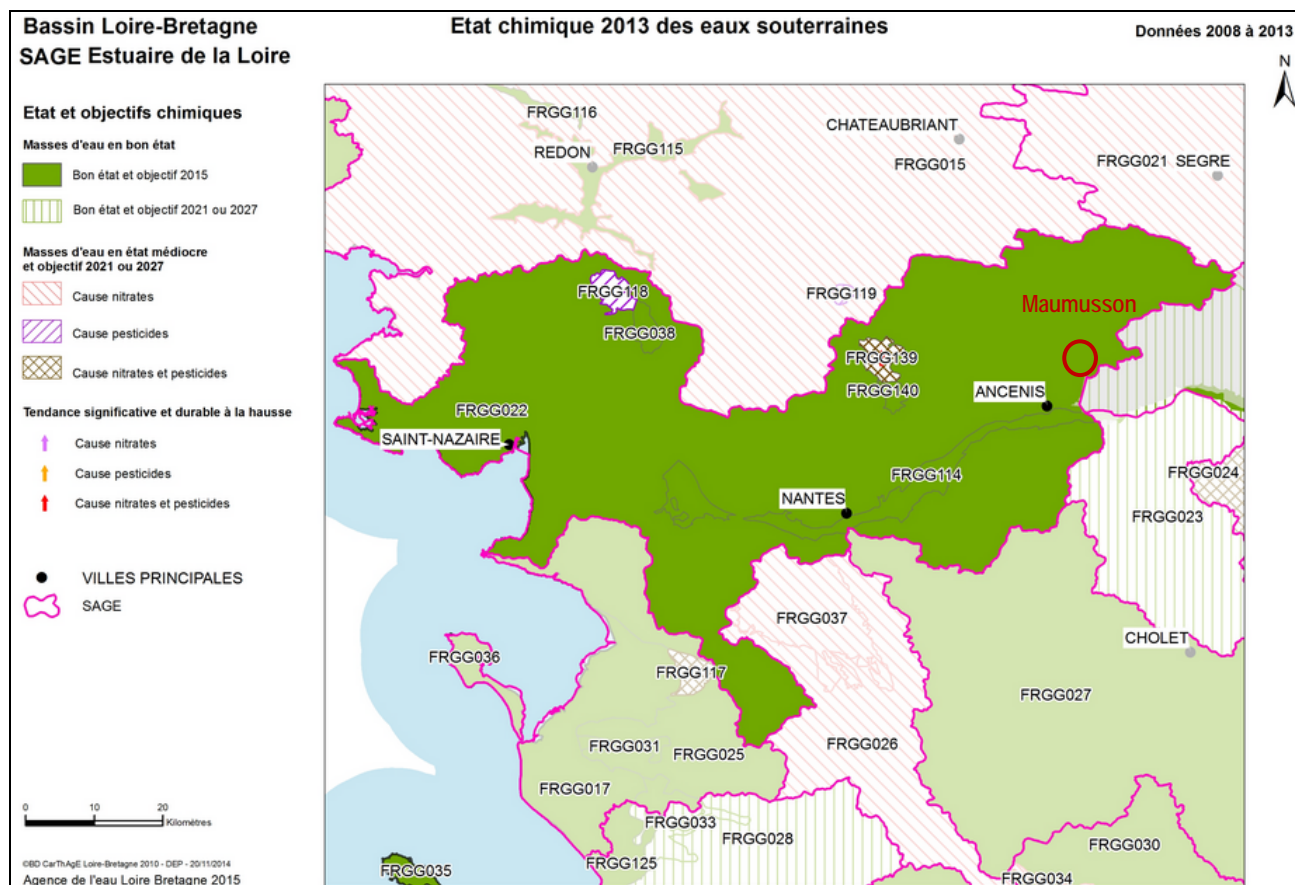 Bassin Loire-Bretagne
SAGE Estuaire de la Loire
Etat chimique 2013 des eaux souterraines
Données 2008 à 2013
N
Etat et objectifs chimiques
Masses d'eau en bon état
Bon état et objectif 2015
Bon état et objectif 2021 ou 2027
Masses d'eau en état médiocre
et objectif 2021 ou 2027
Cause nitrates
Cause pesticides
Cause nitrates et pesticides
Tendance significative et durable à la hausse
Cause nitrates
Cause pesticides
Cause nitrates et pesticides
VILLES PRINCIPALES
SAGE
0 10 20
Kilomètres
©BD CarThAgE Loire-Bretagne 2010 - DEP - 20/11/2014
Agence de l'eau Loire Bretagne 2015
FRGG116
CHATEAUBRIANT
REDON
FRGG115
FRGG015
FRGG021
SEGRE
FRGG118
FRGG119
Maumusson
FRGG038
FRGG139
FRGG140
ANCENIS
FRGG022
SAINT-NAZAIRE
FRGG114
FRGG024
NANTES
FRGG023
FRGG037
CHOLET
FRGG036
FRGG117
FRGG027
FRGG031
FRGG025
FRGG026
FRGG017
FRGG033
FRGG028
FRGG030
FRGG125
FRGG035
FRGG034